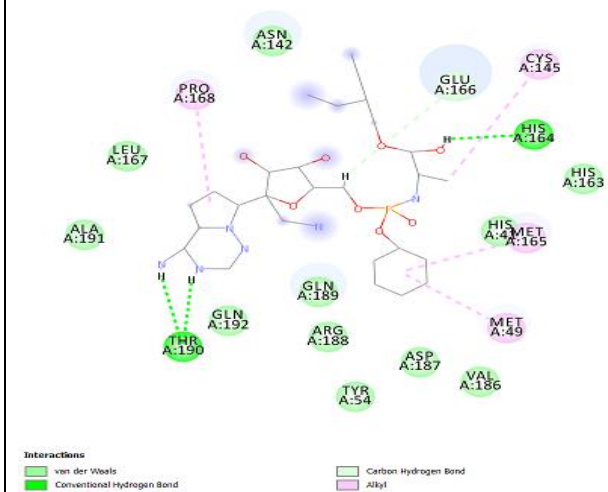 ASN
A:142
CYS
A:145
GLU
A:166
PRO
A:168
H
HIS
A:164
LEU
A:167
O
O
O
H
H
O
HIS
A:163
O
O
P
N
O
N
O
HIS
A:41
MET
A:165
ALA
A:191
N
N
N
N
N
H
H
GLN
A:189
GLN
A:192
THR
A:190
ARG
A:188
MET
A:49
ASP
A:187
VAL
A:186
TYR
A:54
Interactions
van der Waals
Conventional Hydrogen Bond
Carbon Hydrogen Bond
Alkyl